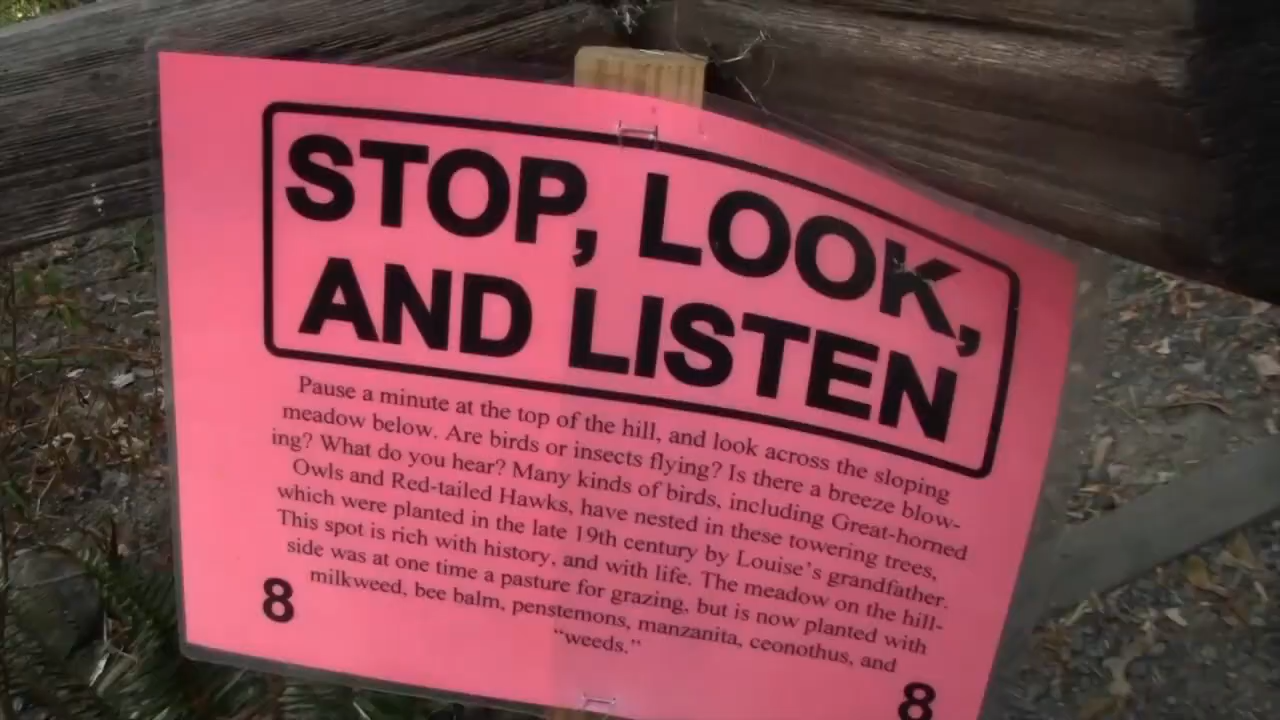 STOP, LOOK,
AND LISTEN
Pause a minute at the top of the hill, and look across the sloping
meadow below. Are birds or insects flying? Is there a breeze blow-
ing? What do you hear? Many kinds of birds, including Great-horned
Owls and Red-tailed Hawks, have nested in these towering trees,
which were planted in the late 19th century by Louise's grandfather.
This spot is rich with history, and with life. The meadow on the hill-
side was at one time a pasture for grazing, but is now planted with
milkweed, bee balm, penstemons, manzanita, ceonothus, and
"weeds."
8
8